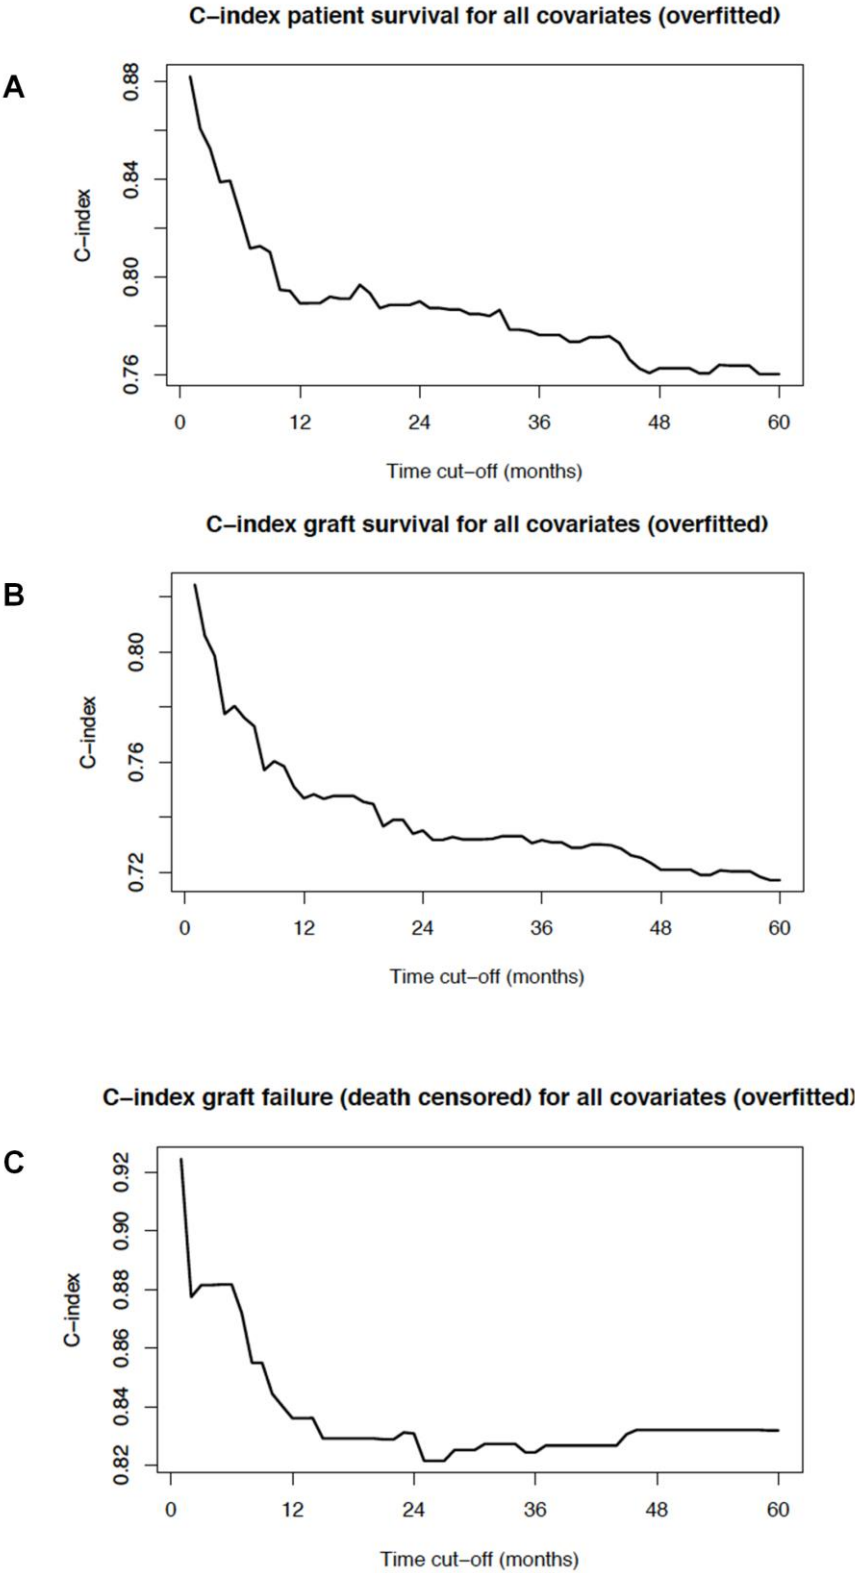 C–index patient survival for all covariates (overfitted)
A
0.88
0.84
0.80
0.76
C–index
0 12 24 36 48 60
Time cut–off (months)
C–index graft survival for all covariates (overfitted)
B
0.80
0.76
0.72
C–index
0 12 24 36 48 60
Time cut–off (months)
C–index graft failure (death censored) for all covariates (overfitted)
C
0.92
0.90
0.88
0.86
0.84
0.82
C–index
0 12 24 36 48 60
Time cut–off (months)